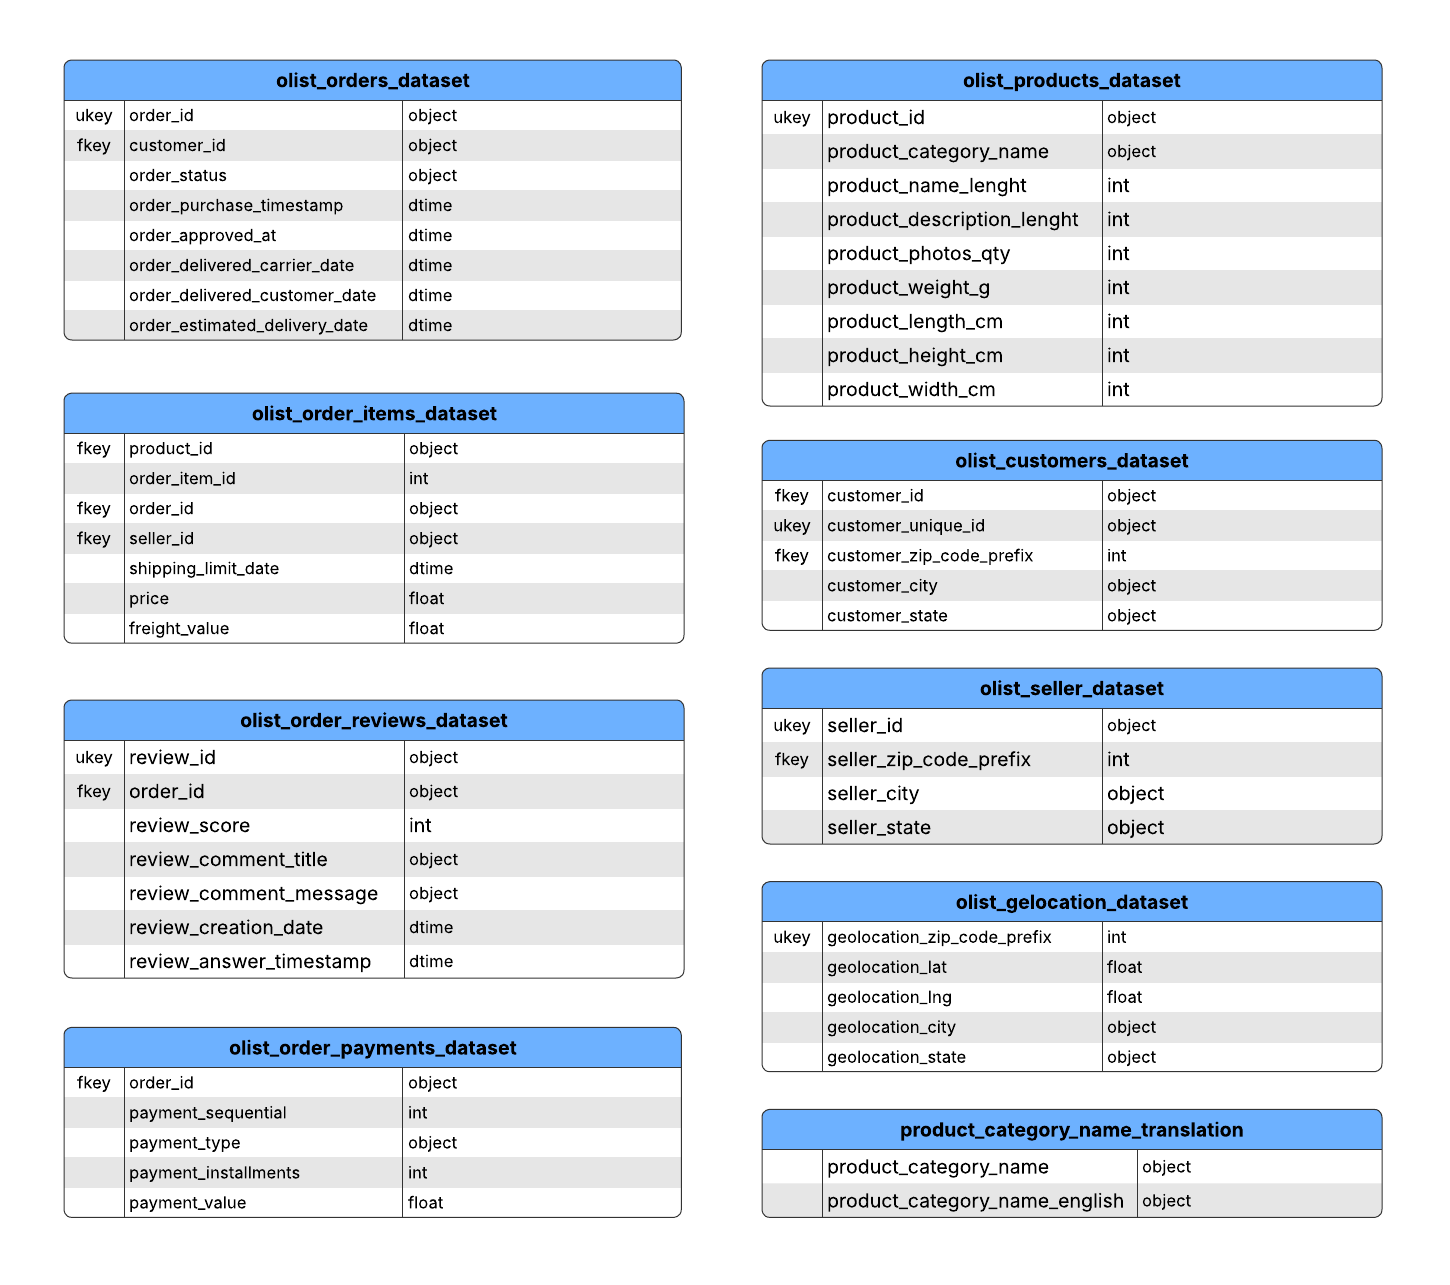 olist_orders_dataset
ukey order_id object
fkey customer_id object
order_status object
order_purchase_timestamp dtime
order_approved_at dtime
order_delivered_carrier_date dtime
order_delivered_customer_date dtime
order_estimated_delivery_date dtime
olist_order_items_dataset
fkey product_id object
order_item_id int
fkey order_id object
fkey seller_id object
shipping_limit_date dtime
price float
freight_value float
olist_order_reviews_dataset
ukey review_id object
fkey order_id object
review_score int
review_comment_title object
review_comment_message object
review_creation_date dtime
review_answer_timestamp dtime
olist_order_payments_dataset
fkey order_id object
payment_sequential int
payment_type object
payment_installments int
payment_value float
olist_products_dataset
ukey product_id object
product_category_name object
product_name_lenght int
product_description_lenght int
product_photos_qty int
product_weight_g int
product_length_cm int
product_height_cm int
product_width_cm int
olist_customers_dataset
fkey customer_id object
ukey customer_unique_id object
fkey customer_zip_code_prefix int
customer_city object
customer_state object
olist_seller_dataset
ukey seller_id object
fkey seller_zip_code_prefix int
seller_city object
seller_state object
olist_gelocation_dataset
ukey geolocation_zip_code_prefix int
geolocation_lat float
geolocation_lng float
geolocation_city object
geolocation_state object
product_category_name_translation
product_category_name object
product_category_name_english object